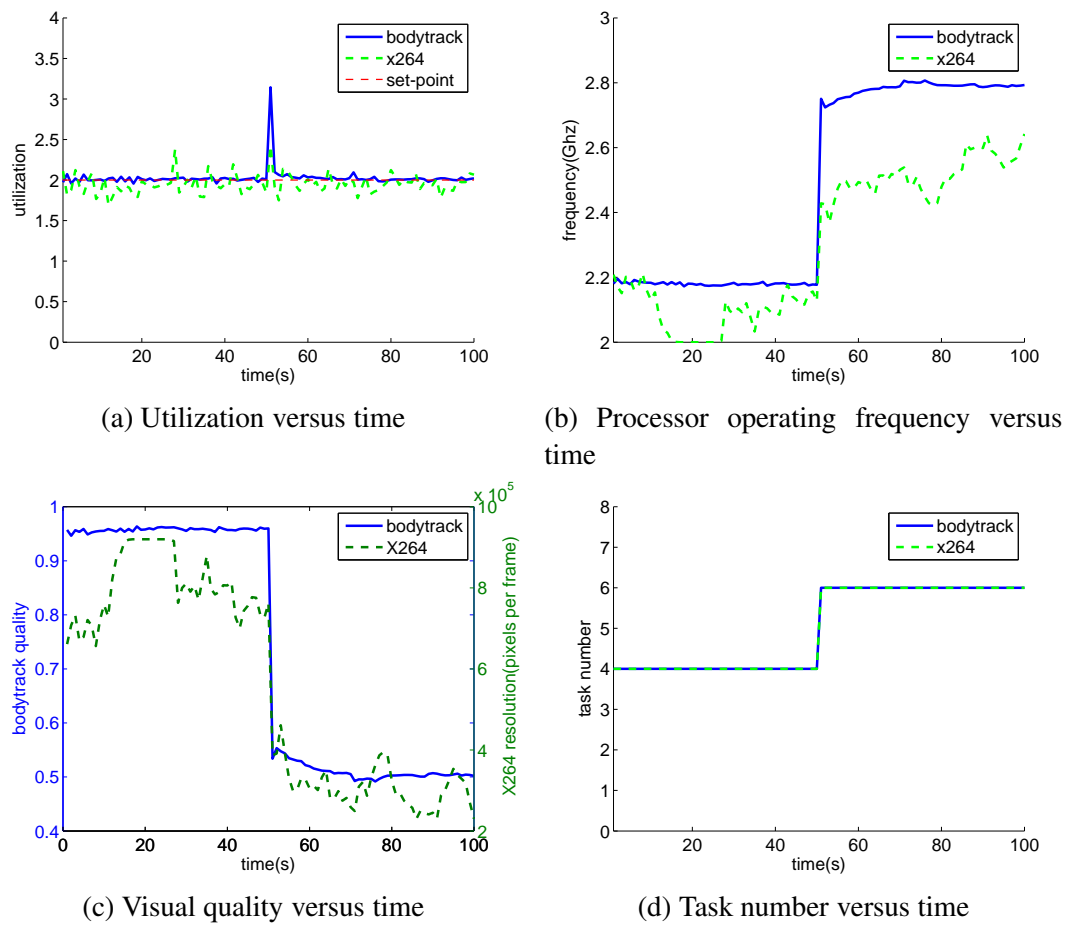 4
3.5
3
2.5
2
1.5
1
0.5
0
20 40 60 80 100
utilization
time(s)
bodytrack
x264
set-point
(a) Utilization versus time
3
2.8
2.6
2.4
2.2
2
20 40 60 80 100
frequency(Ghz)
time(s)
bodytrack
x264
(b) Processor operating frequency versus
time
1
0.9
0.8
0.7
0.6
0.5
0.4
0 20 40 60 80 100
bodytrack quality
time(s)
x 10^5
10
8
6
4
2
X264 resolution(pixels per frame)
bodytrack
X264
(c) Visual quality versus time
8
7
6
5
4
3
2
1
0
20 40 60 80 100
task number
time(s)
bodytrack
x264
(d) Task number versus time